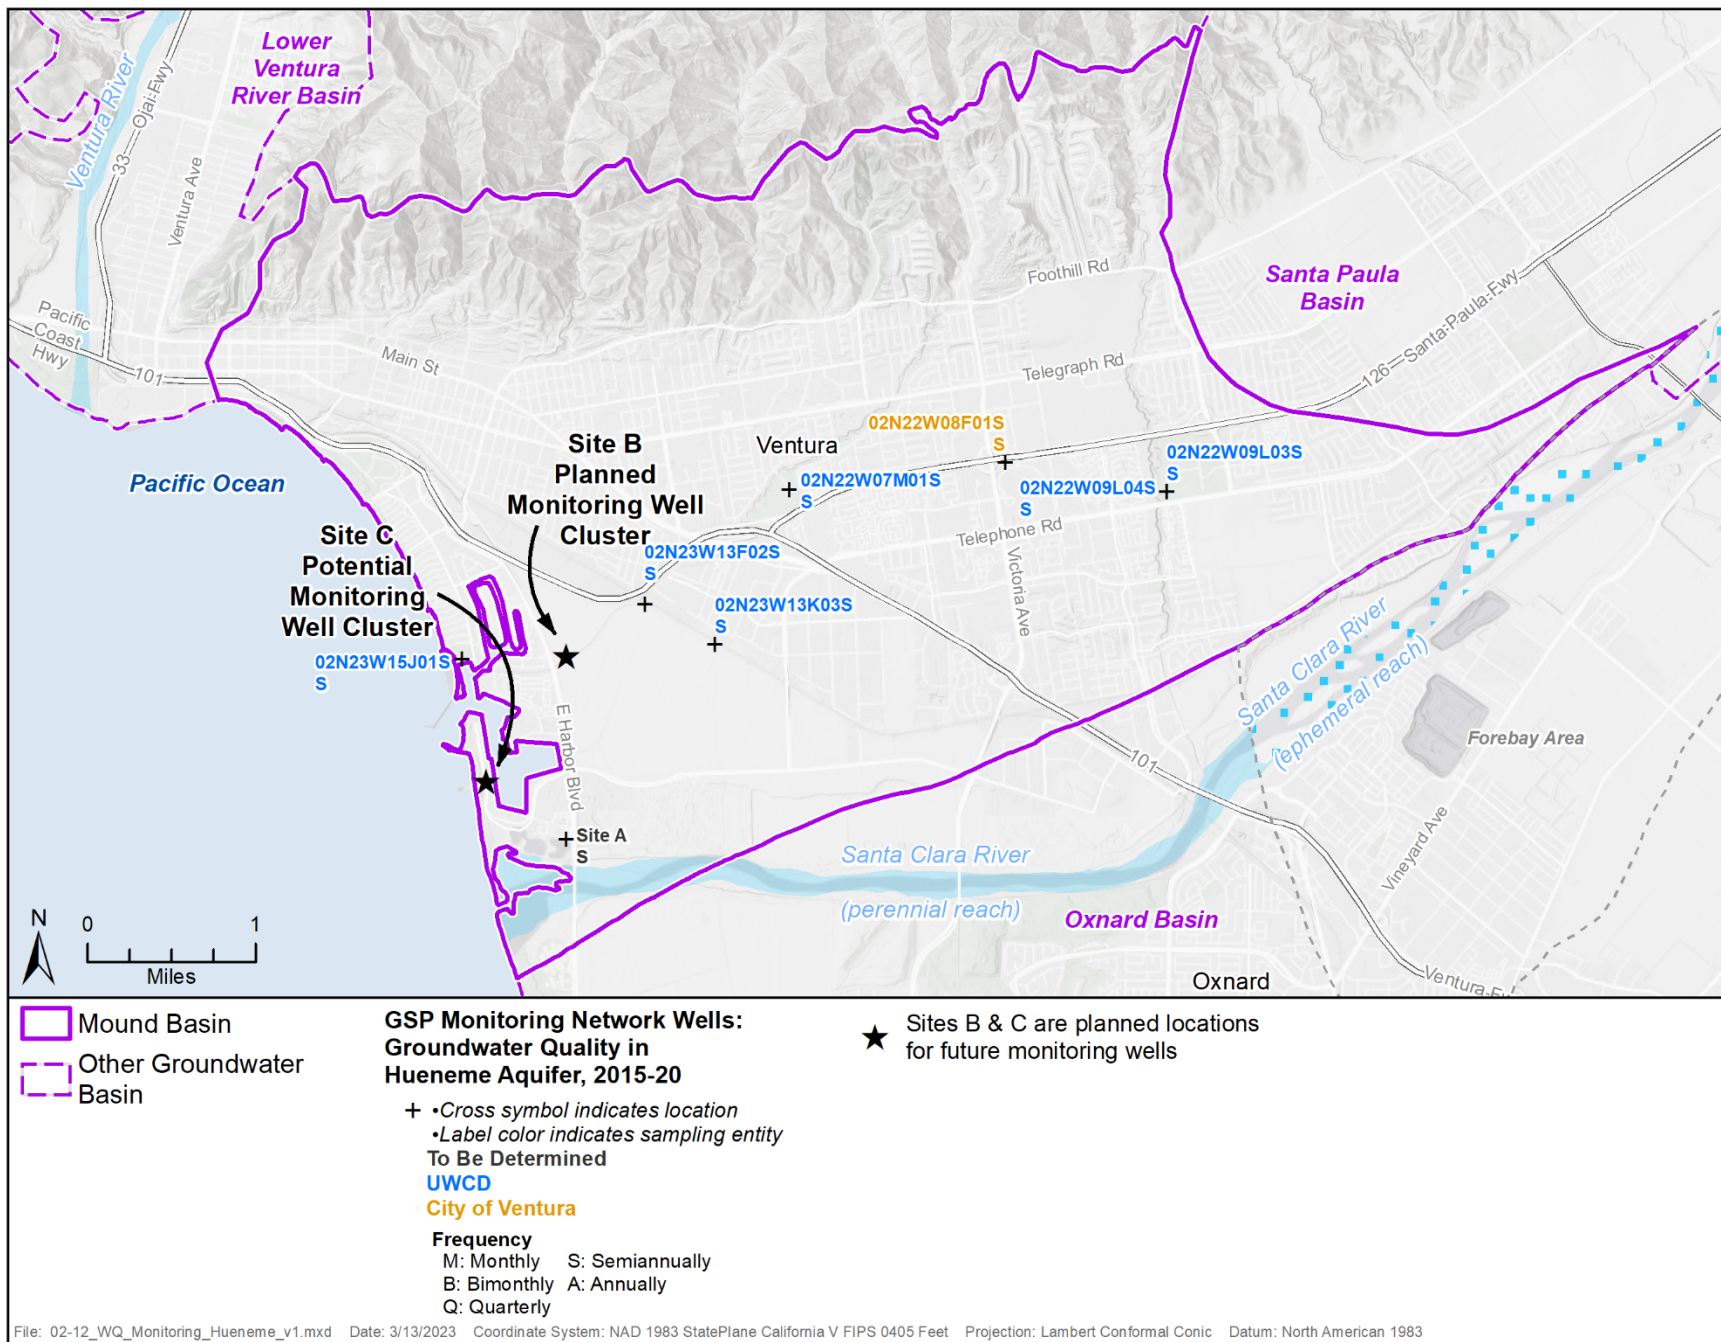 Lower
Ventura
River Basin
Ventura River
33
Ojai-Fwy
Ventura Ave
Foothill Rd
Santa Paula
Basin
Santa-Paula-Fwy
126
Pacific
Coast
Hwy
101
Main St
Telegraph Rd
02N22W08F01S
S
Ventura
Site B
Planned
Monitoring Well
Cluster
02N22W09L03S
S
02N22W07M01S
S
02N22W09L04S
S
Pacific Ocean
Telephone Rd
Site C
Potential
Monitoring
Well Cluster
02N23W13F02S
S
Victoria Ave
02N23W13K03S
S
02N23W15J01S
S
Santa Clara River
(ephemeral reach)
E Harbor Blvd
Forebay Area
101
Site A
S
Vineyard Ave
Santa Clara River
(perennial reach)
Oxnard Basin
Oxnard
N
0 1
Miles
Mound Basin
Other Groundwater
Basin
GSP Monitoring Network Wells:
Groundwater Quality in
Hueneme Aquifer, 2015-20
+ •Cross symbol indicates location
•Label color indicates sampling entity
To Be Determined
UWCD
City of Ventura
Frequency
M: Monthly S: Semiannually
B: Bimonthly A: Annually
Q: Quarterly
Sites B & C are planned locations
for future monitoring wells
File: 02-12_WQ_Monitoring_Hueneme_v1.mxd Date: 3/13/2023 Coordinate System: NAD 1983 StatePlane California V FIPS 0405 Feet Projection: Lambert Conformal Conic Datum: North American 1983